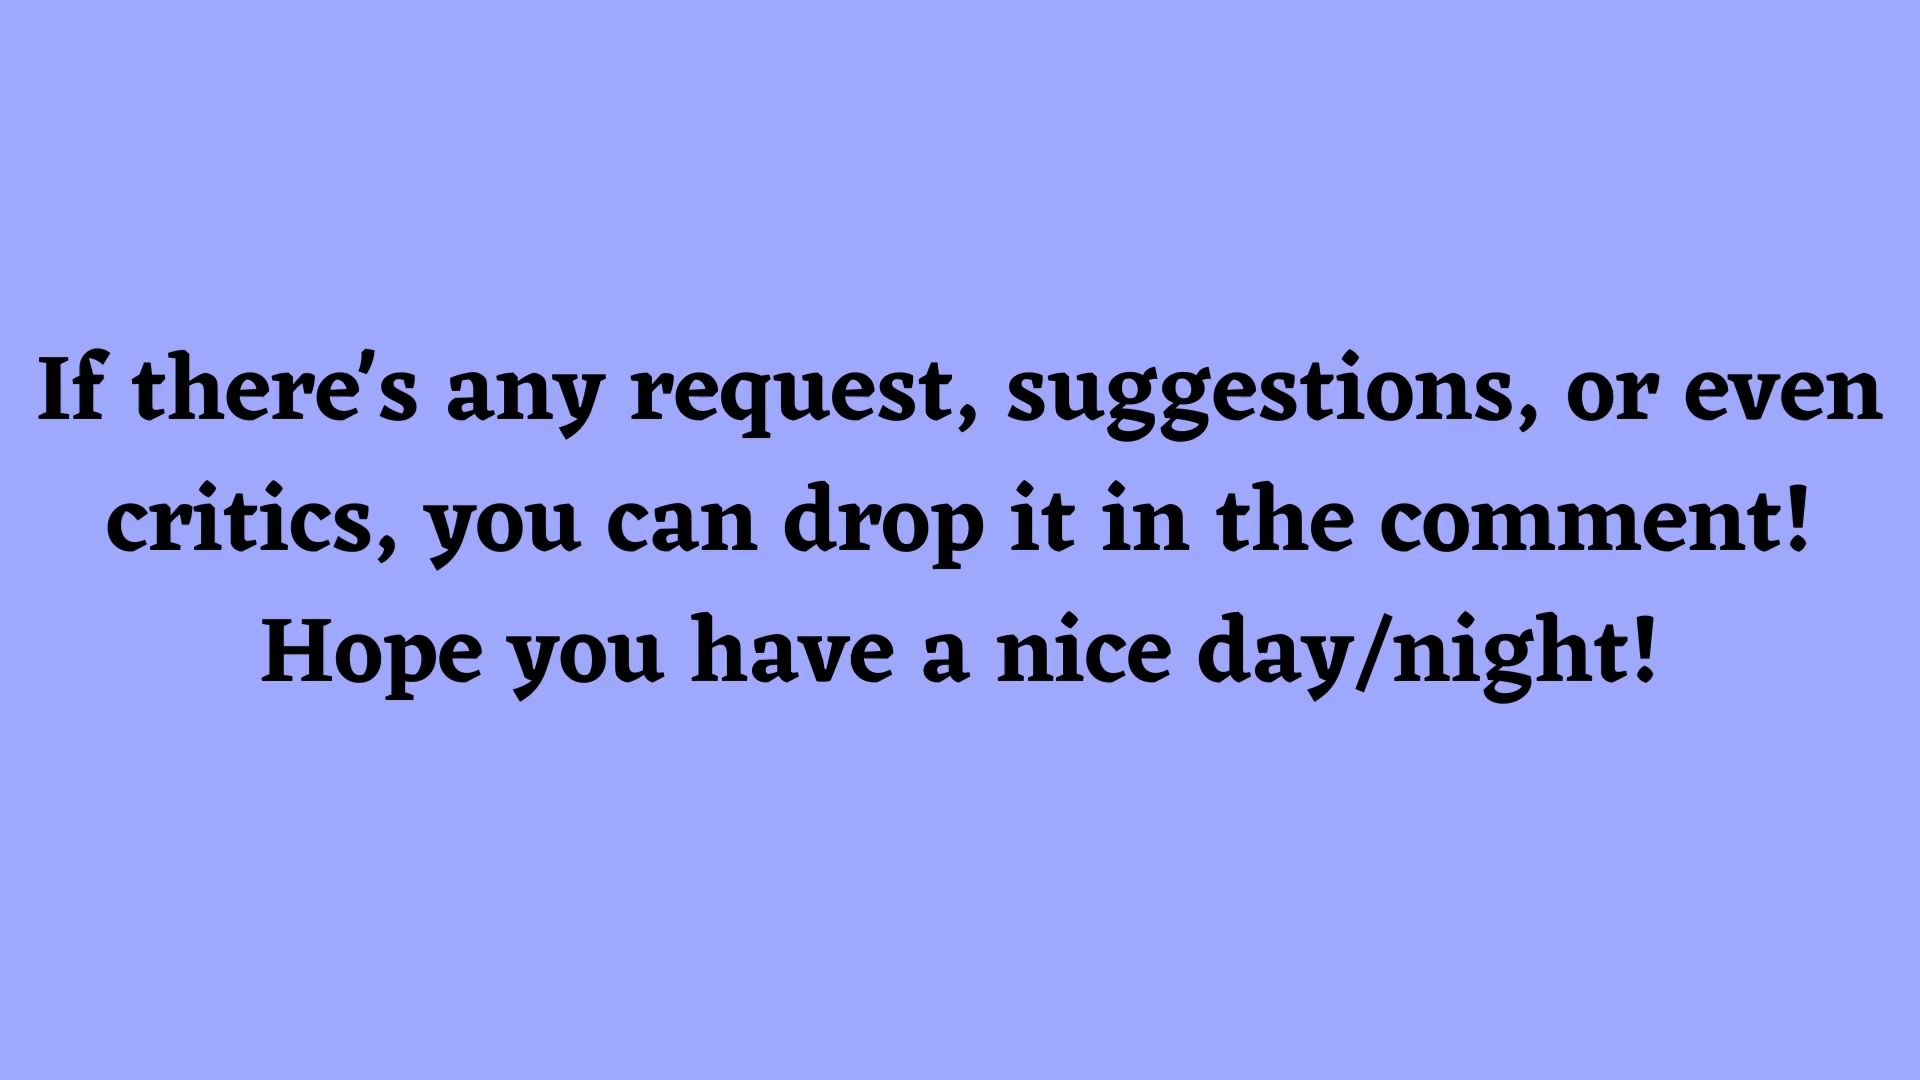 If there's any request, suggestions, or even
critics, you can drop it in the comment!
Hope you have a nice day/night!